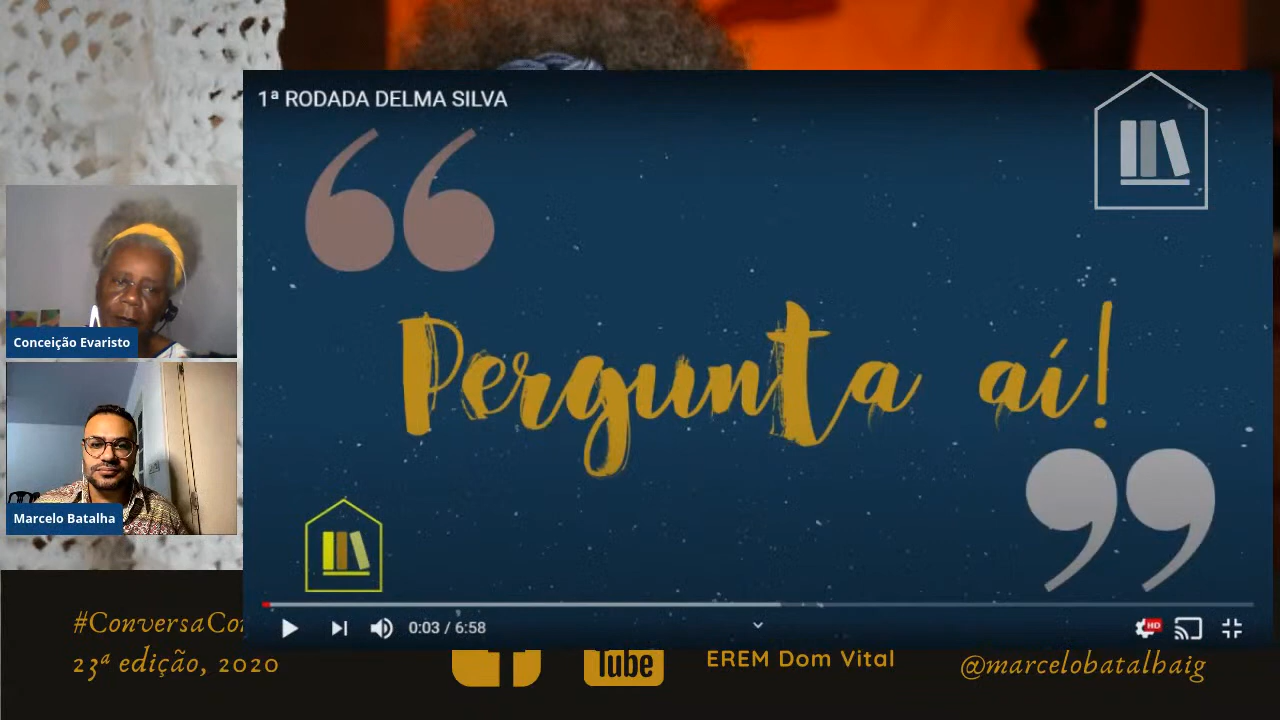 1ª RODADA DELMA SILVA
Pergunta aí!
Conceição Evaristo
Marcelo Batalha
0:03 / 6:58
HD
#ConversaCo
23ª edição, 2020
Tube
EREM Dom Vital
@marcelobatalhaig